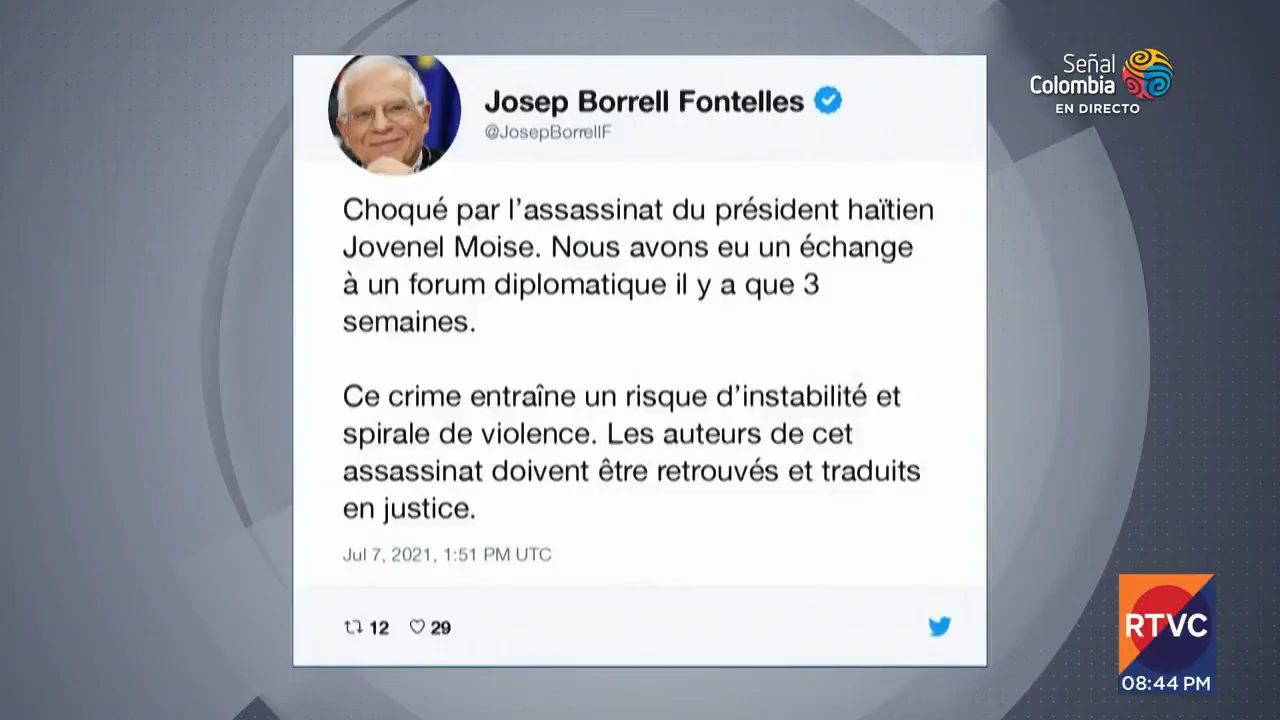 Señal
Colombia
EN DIRECTO
Josep Borrell Fontelles
@JosepBorrellF
Choqué par l'assassinat du président haïtien
Jovenel Moise. Nous avons eu un échange
à un forum diplomatique il y a que 3
semaines.
Ce crime entraîne un risque d'instabilité et
spirale de violence. Les auteurs de cet
assassinat doivent être retrouvés et traduits
en justice.
Jul 7, 2021, 1:51 PM UTC
12 29
RTVC
08:44 PM